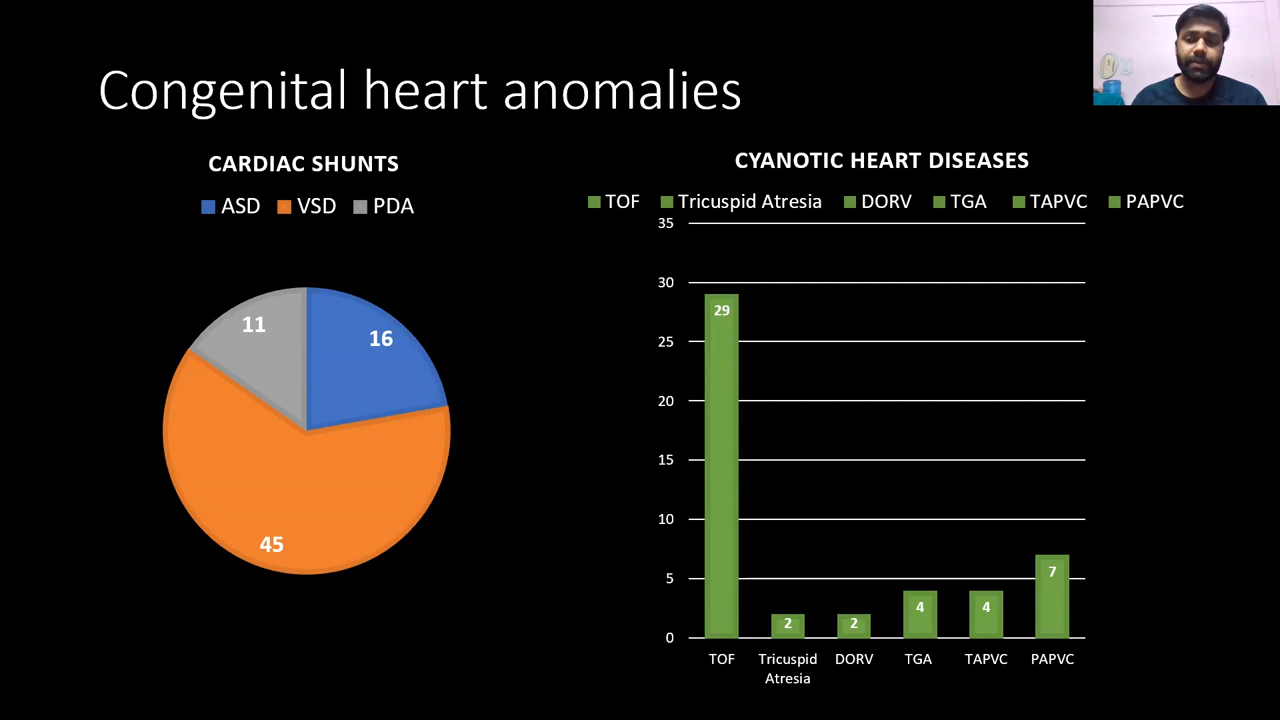 Congenital heart anomalies
CARDIAC SHUNTS
ASD VSD PDA
11
16
45
CYANOTIC HEART DISEASES
TOF Tricuspid Atresia DORV TGA TAPVC PAPVC
35
30
25
20
15
10
5
0
29
2
2
4
4
7
TOF
Tricuspid
Atresia
DORV
TGA
TAPVC
PAPVC